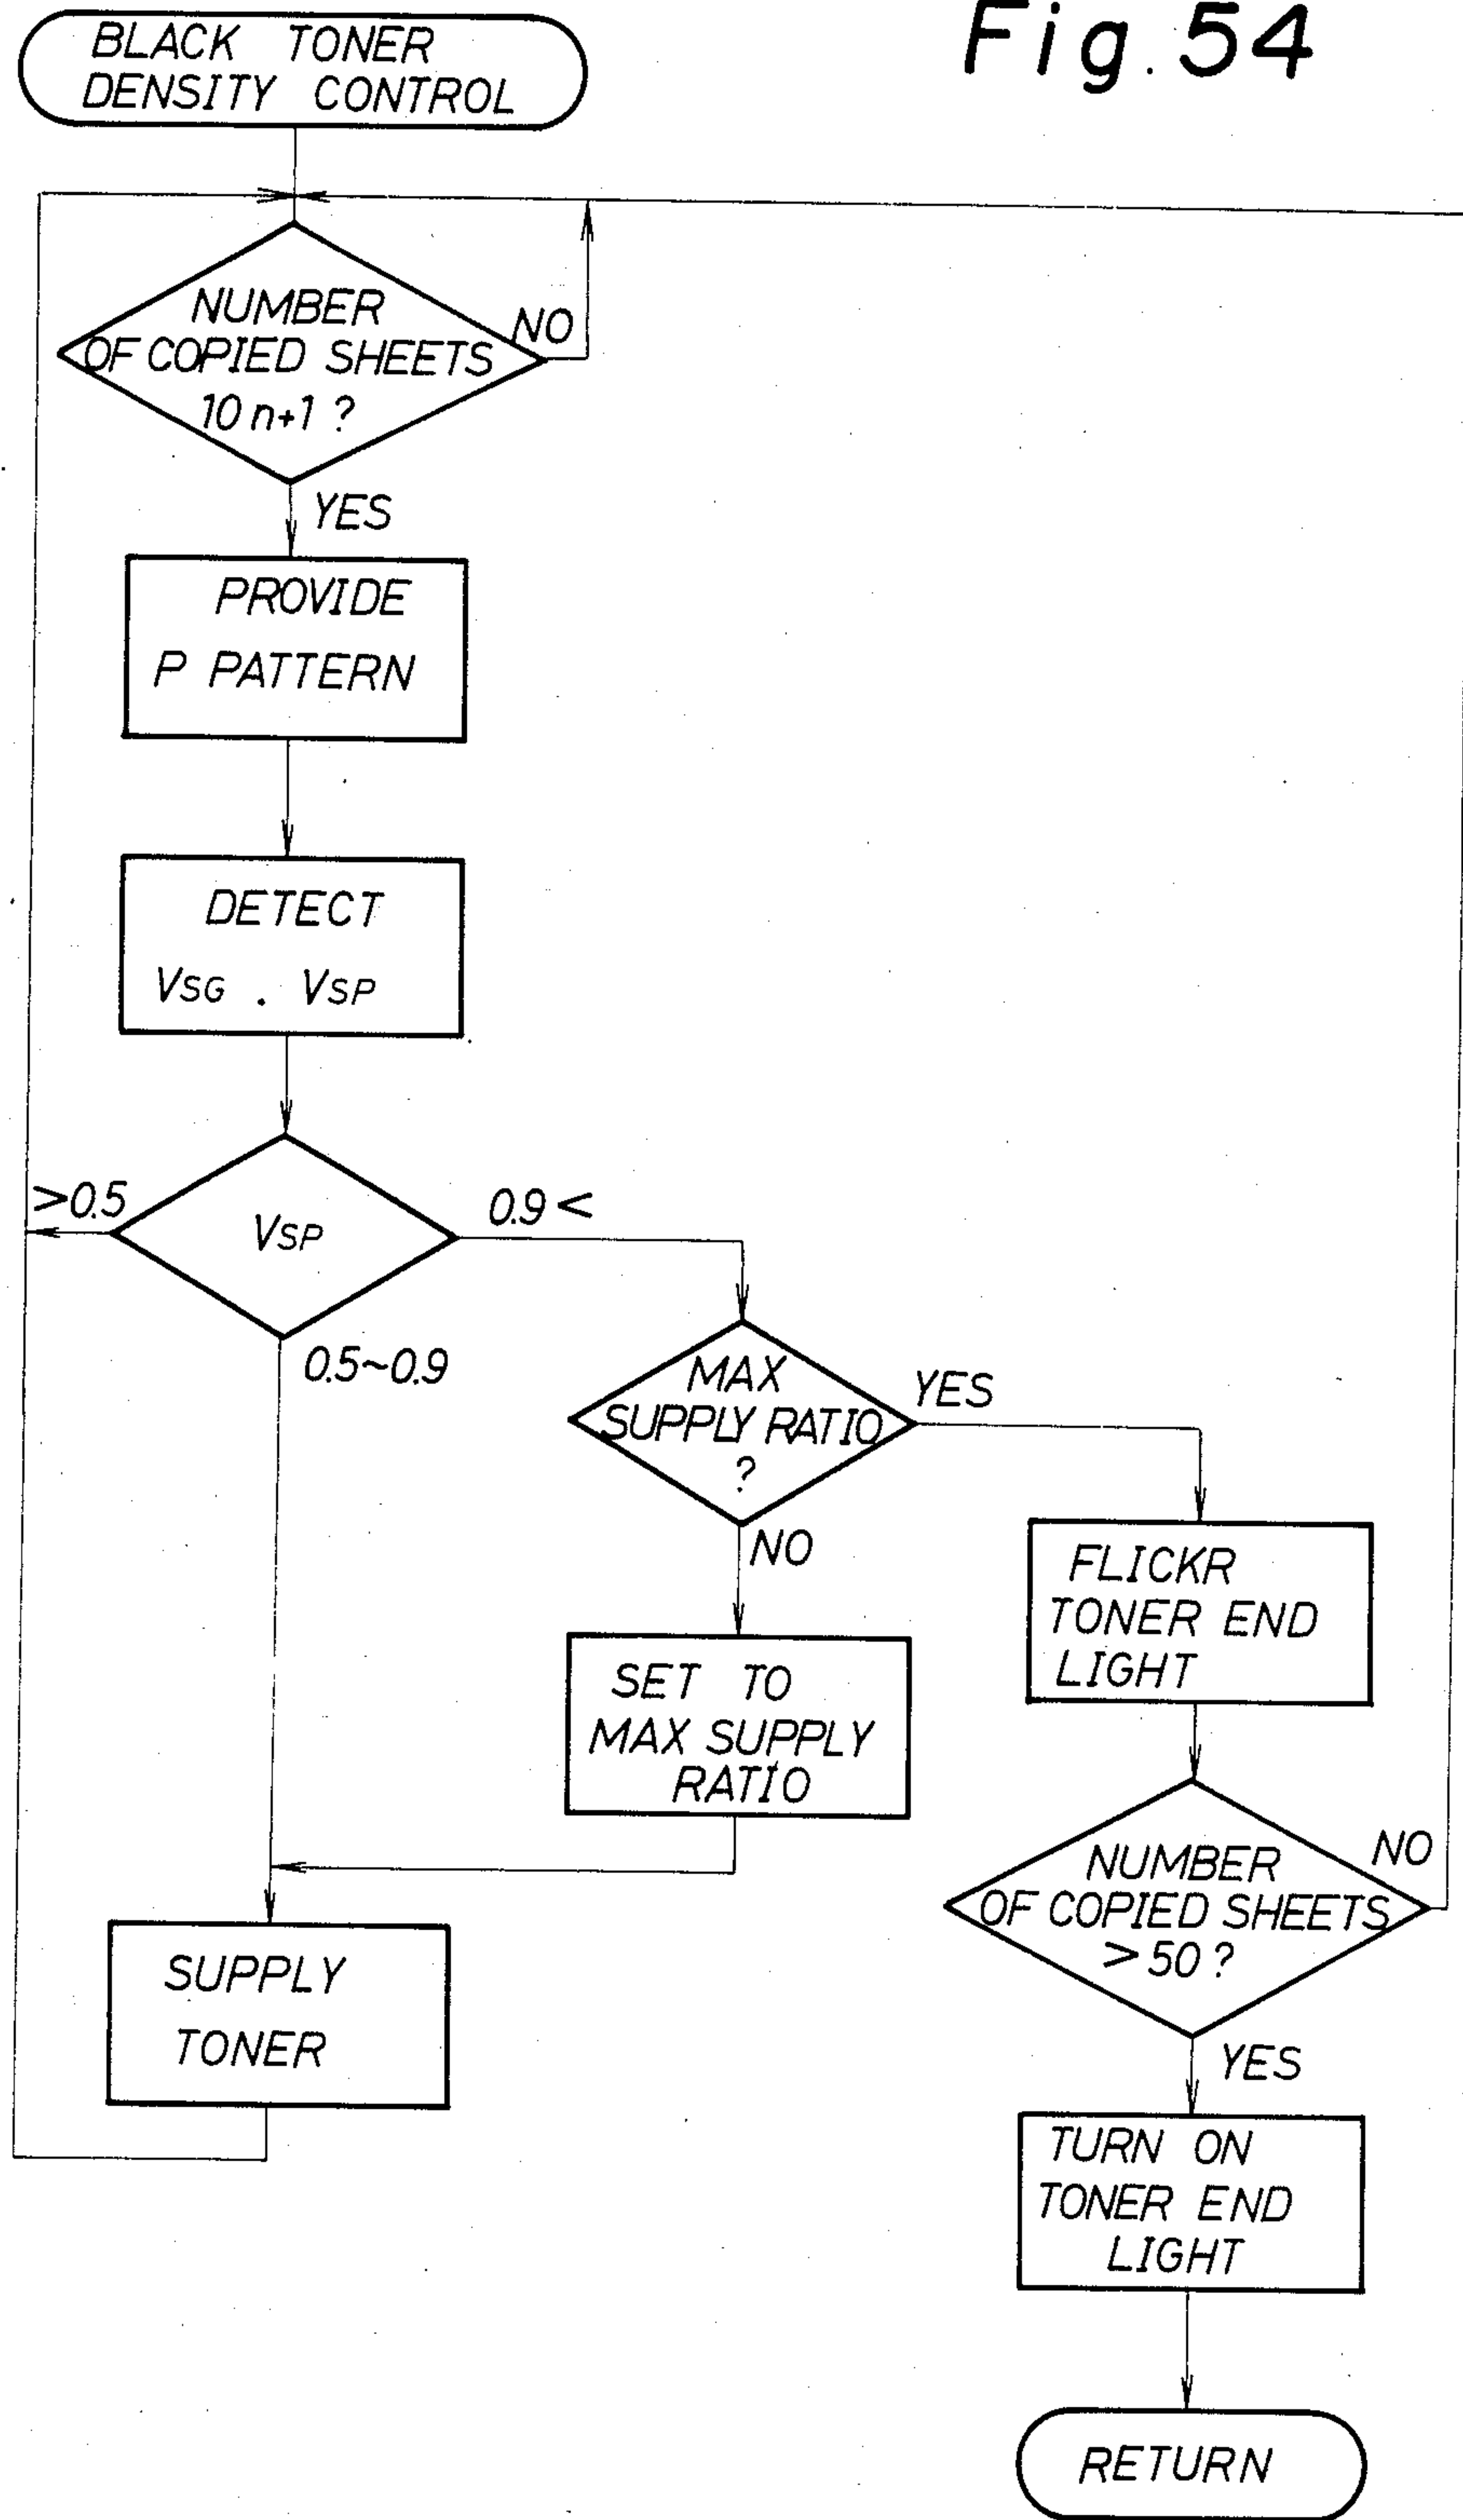 Fig. 54
BLACK TONER
DENSITY CONTROL
NUMBER
OF COPIED SHEETS
10n+1?
NO
YES
PROVIDE
P PATTERN
DETECT
VSG . VSP
VSP
>0.5
0.9<
0.5~0.9
MAX
SUPPLY RATIO
?
YES
NO
SET TO
MAX SUPPLY
RATIO
FLICKR
TONER END
LIGHT
NUMBER
OF COPIED SHEETS
>50?
NO
YES
SUPPLY
TONER
TURN ON
TONER END
LIGHT
RETURN